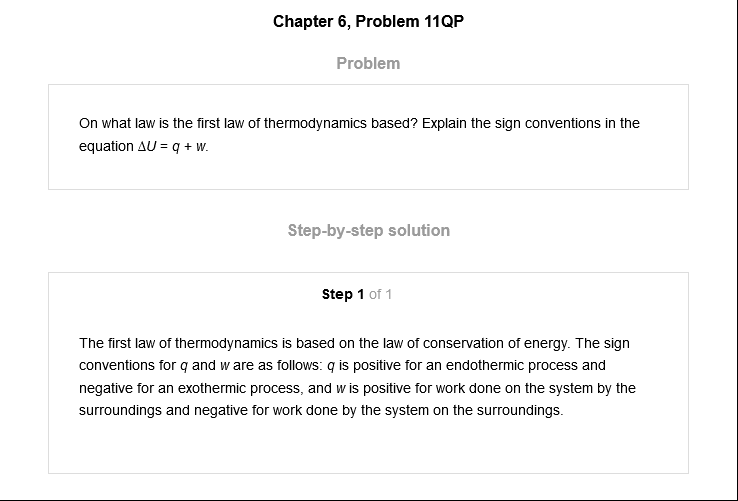 Chapter 6, Problem 11QP
Problem
On what law is the first law of thermodynamics based? Explain the sign conventions in the
equation ΔU = q + w.
Step-by-step solution
Step 1 of 1
The first law of thermodynamics is based on the law of conservation of energy. The sign
conventions for q and w are as follows: q is positive for an endothermic process and
negative for an exothermic process, and w is positive for work done on the system by the
surroundings and negative for work done by the system on the surroundings.